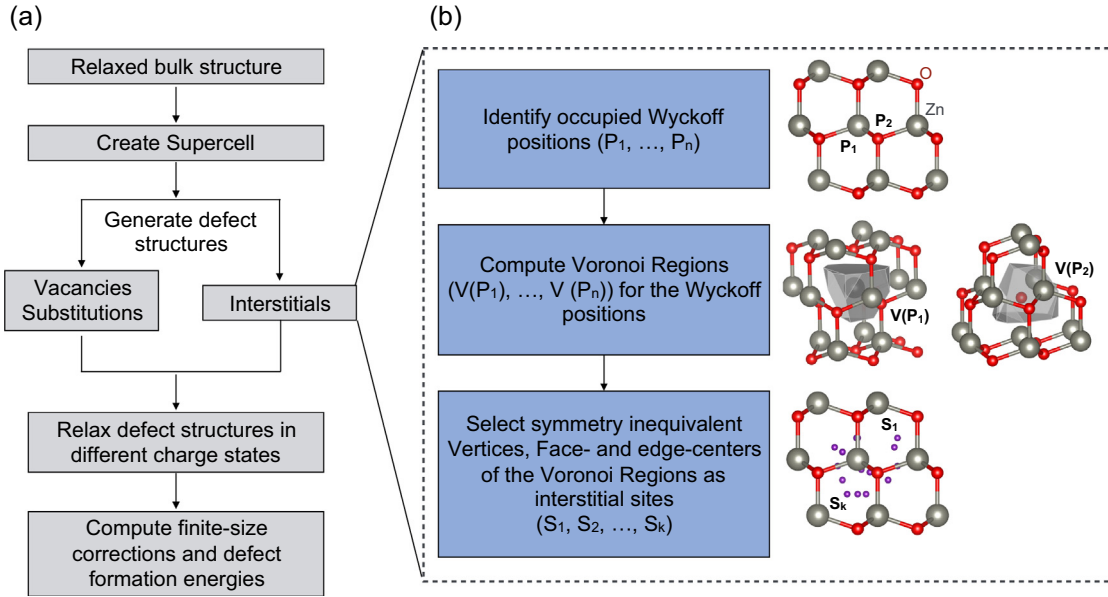 (a)
Relaxed bulk structure
Create Supercell
Generate defect
structures
Vacancies
Substitutions
Interstitials
Relax defect structures in
different charge states
Compute finite-size
corrections and defect
formation energies
(b)
Identify occupied Wyckoff
positions (P₁, …, Pₙ)
O
Zn
P₂
P₁
Compute Voronoi Regions
(V(P₁), …, V (Pₙ)) for the Wyckoff
positions
V(P₁)
V(P₂)
Select symmetry inequivalent
Vertices, Face- and edge-centers
of the Voronoi Regions as
interstitial sites
(S₁, S₂, …, Sₖ)
S₁
Sₖ